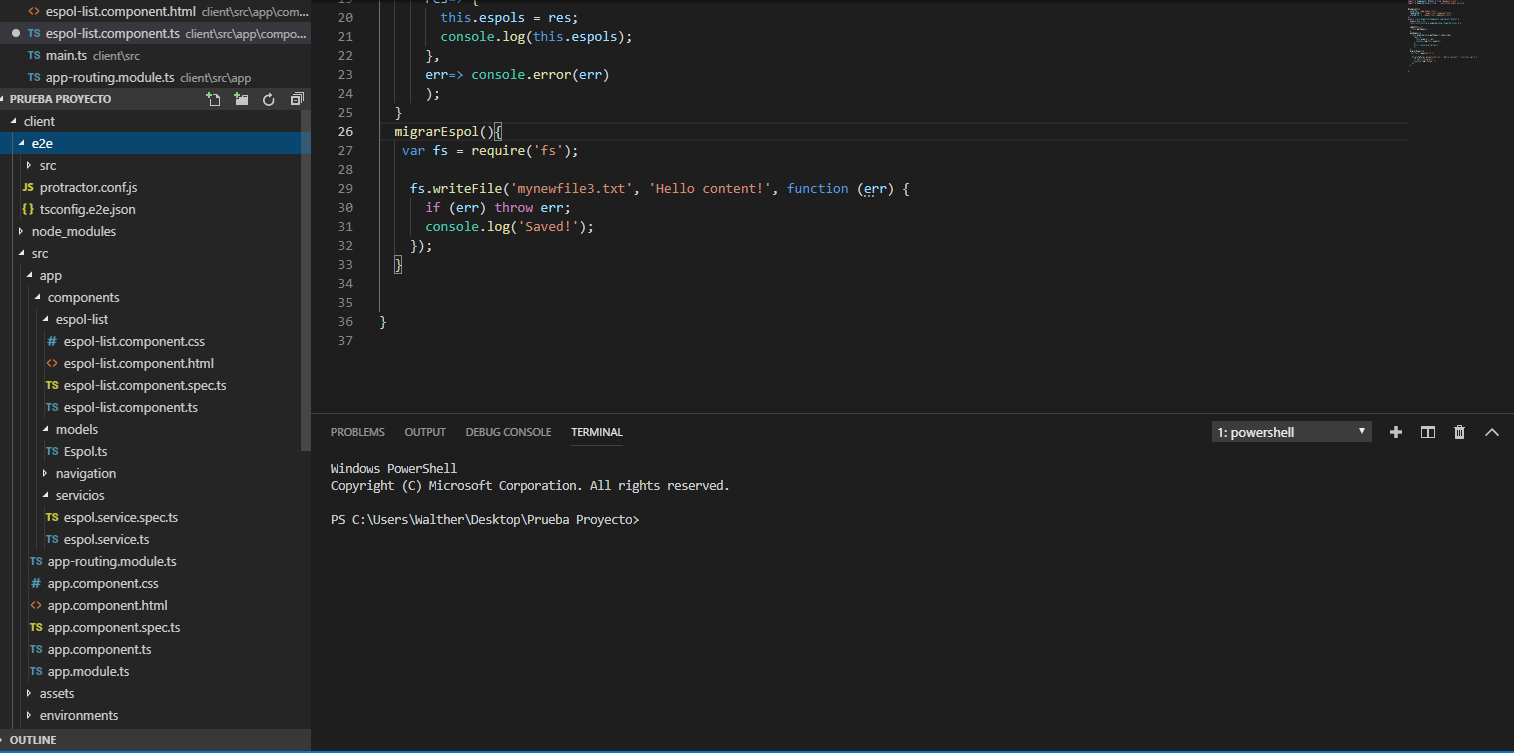 espol-list.component.html client\src\app\com...
TS espol-list.component.ts client\src\app\compo...
TS main.ts client\src
TS app-routing.module.ts client\src\app
PRUEBA PROYECTO
client
e2e
src
JS protractor.conf.js
{} tsconfig.e2e.json
node_modules
src
app
components
espol-list
# espol-list.component.css
<> espol-list.component.html
TS espol-list.component.spec.ts
TS espol-list.component.ts
models
TS Espol.ts
navigation
servicios
TS espol.service.spec.ts
TS espol.service.ts
TS app-routing.module.ts
# app.component.css
<> app.component.html
TS app.component.spec.ts
TS app.component.ts
TS app.module.ts
assets
environments
OUTLINE
19 res=> {
20 this.espols = res;
21 console.log(this.espols);
22 },
23 err=> console.error(err)
24 );
25 }
26 migrarEspol(){
27 var fs = require('fs');
28
29 fs.writeFile('mynewfile3.txt', 'Hello content!', function (err) {
30 if (err) throw err;
31 console.log('Saved!');
32 });
33 }
34
35
36 }
37
PROBLEMS OUTPUT DEBUG CONSOLE TERMINAL 1: powershell
Windows PowerShell
Copyright (C) Microsoft Corporation. All rights reserved.
PS C:\Users\Walther\Desktop\Prueba Proyecto>